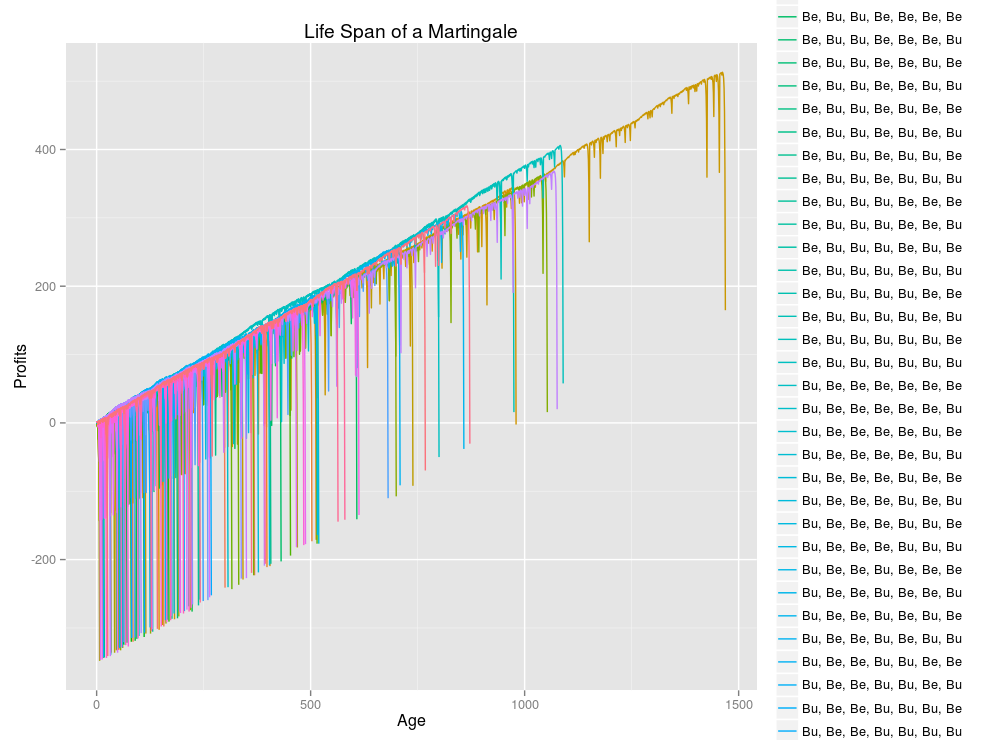 Life Span of a Martingale
Profits
400
200
0
-200
0
500
1000
1500
Age
Be, Bu, Bu, Be, Be, Be, Be
Be, Bu, Bu, Be, Be, Be, Bu
Be, Bu, Bu, Be, Be, Bu, Be
Be, Bu, Bu, Be, Be, Bu, Bu
Be, Bu, Bu, Be, Bu, Be, Be
Be, Bu, Bu, Be, Bu, Be, Bu
Be, Bu, Bu, Be, Bu, Bu, Be
Be, Bu, Bu, Be, Bu, Bu, Bu
Be, Bu, Bu, Bu, Be, Be, Be
Be, Bu, Bu, Bu, Be, Be, Bu
Be, Bu, Bu, Bu, Be, Bu, Be
Be, Bu, Bu, Bu, Be, Bu, Bu
Be, Bu, Bu, Bu, Bu, Be, Be
Be, Bu, Bu, Bu, Bu, Be, Bu
Be, Bu, Bu, Bu, Bu, Bu, Be
Be, Bu, Bu, Bu, Bu, Bu, Bu
Bu, Be, Be, Be, Be, Be, Be
Bu, Be, Be, Be, Be, Be, Bu
Bu, Be, Be, Be, Be, Bu, Be
Bu, Be, Be, Be, Be, Bu, Bu
Bu, Be, Be, Be, Bu, Be, Be
Bu, Be, Be, Be, Bu, Be, Bu
Bu, Be, Be, Be, Bu, Bu, Be
Bu, Be, Be, Be, Bu, Bu, Bu
Bu, Be, Be, Bu, Be, Be, Be
Bu, Be, Be, Bu, Be, Be, Bu
Bu, Be, Be, Bu, Be, Bu, Be
Bu, Be, Be, Bu, Be, Bu, Bu
Bu, Be, Be, Bu, Bu, Be, Be
Bu, Be, Be, Bu, Bu, Be, Bu
Bu, Be, Be, Bu, Bu, Bu, Be
Bu, Be, Be, Bu, Bu, Bu, Bu